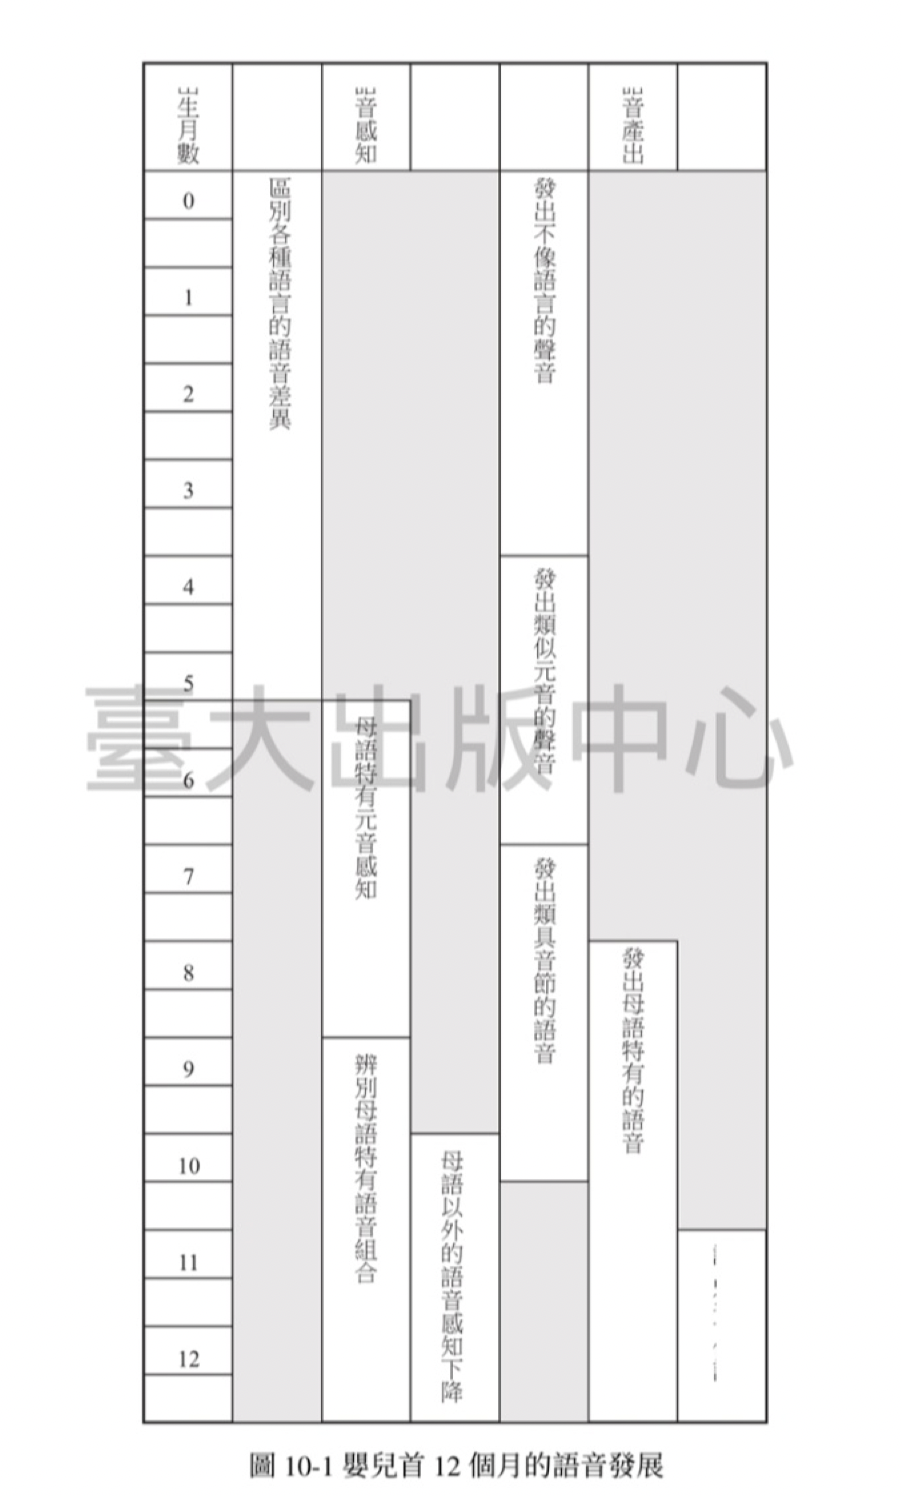 生月數
音感知
音產出
0
1
2
3
4
5
6
7
8
9
10
11
12
區別各種語言的語音差異
母語特有元音感知
辨別母語特有語音組合
母語以外的語音感知下降
發出不像語言的聲音
發出類似元音的聲音
發出類具音節的語音
發出母語特有的語音
臺大出版中心
圖 10-1 嬰兒首 12 個月的語音發展